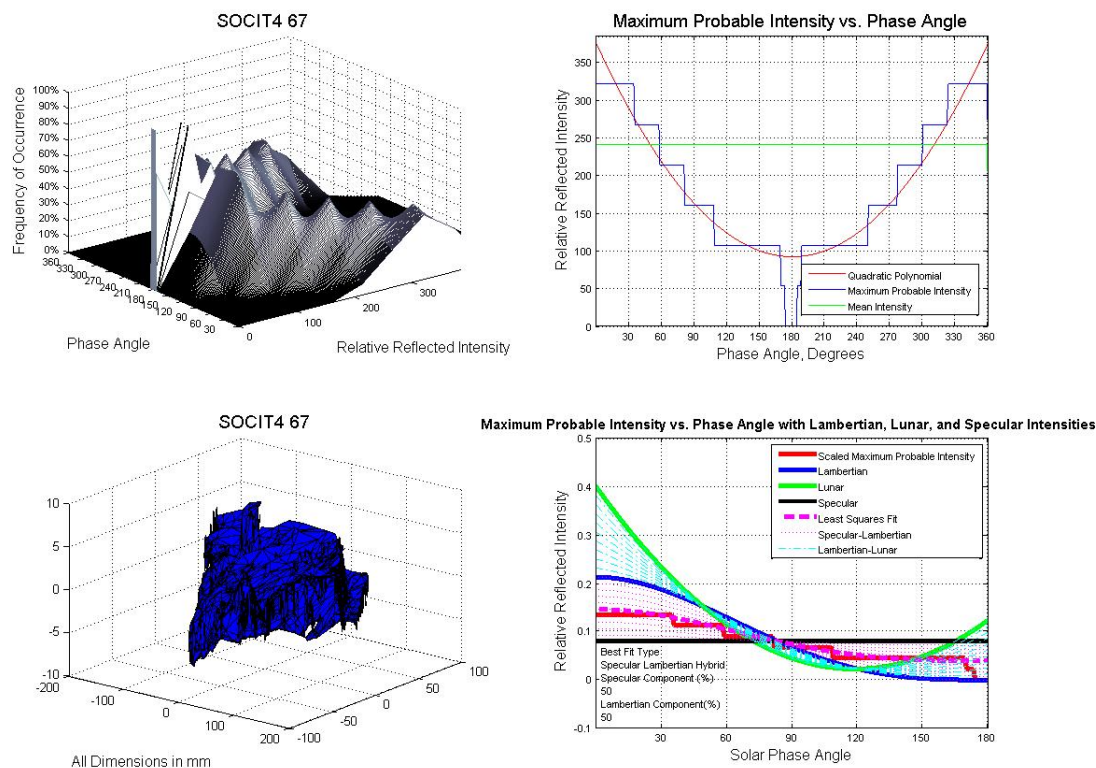 SOCIT4 67
Frequency of Occurrence
100%
90%
80%
70%
60%
50%
40%
30%
20%
10%
0%
360
330
300
270
240
210
180
150
120
90
60
30
0
0
100
200
300
Phase Angle
Relative Reflected Intensity
Maximum Probable Intensity vs. Phase Angle
Relative Reflected Intensity
350
300
250
200
150
100
50
0
Quadratic Polynomial
Maximum Probable Intensity
Mean Intensity
30 60 90 120 150 180 210 240 270 300 330 360
Phase Angle, Degrees
SOCIT4 67
10
5
0
-5
-10
-200
-100
0
100
200
-100
-50
0
50
100
All Dimensions in mm
Maximum Probable Intensity vs. Phase Angle with Lambertian, Lunar, and Specular Intensities
Relative Reflected Intensity
0.5
0.4
0.3
0.2
0.1
0
-0.1
Scaled Maximum Probable Intensity
Lambertian
Lunar
Specular
Least Squares Fit
Specular-Lambertian
Lambertian-Lunar
Best Fit Type
Specular Lambertian Hybrid
Specular Component (%)
50
Lambertian Component(%)
50
30 60 90 120 150 180
Solar Phase Angle